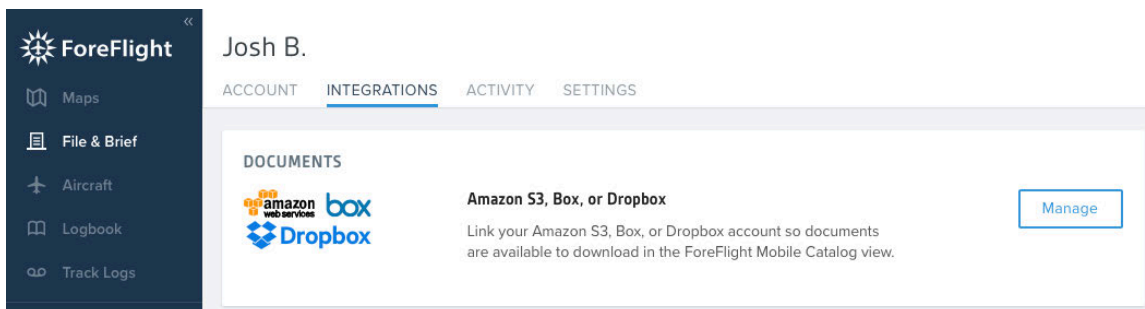 «
ForeFlight
Maps
File & Brief
Aircraft
Logbook
Track Logs
Josh B.
ACCOUNT INTEGRATIONS ACTIVITY SETTINGS
DOCUMENTS
amazon
web services
box
Dropbox
Amazon S3, Box, or Dropbox
Link your Amazon S3, Box, or Dropbox account so documents
are available to download in the ForeFlight Mobile Catalog view.
Manage